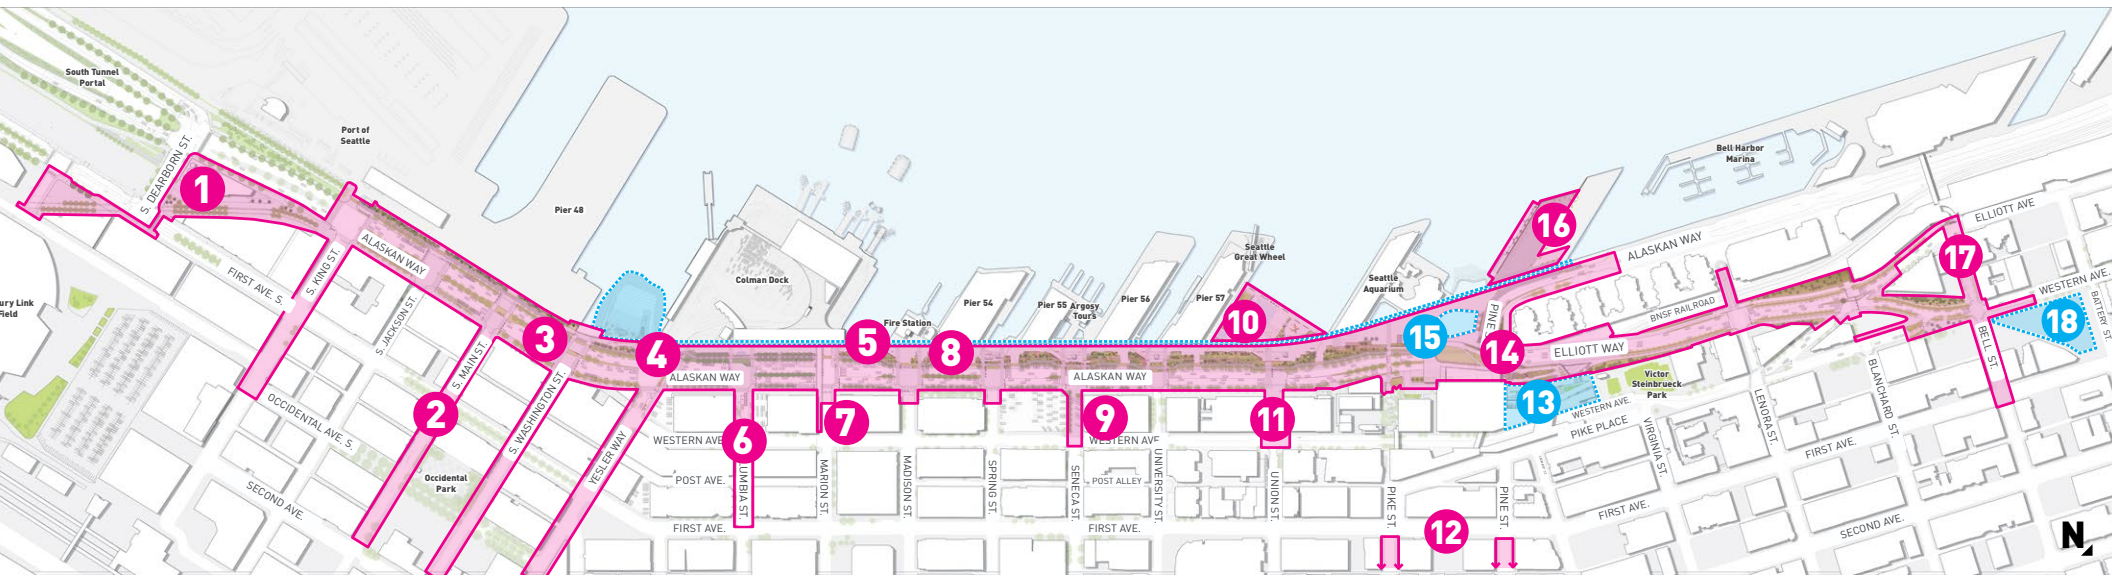 South Tunnel
Portal
Port of
Seattle
S. DEARBORN ST.
1
ury Link
Field
FIRST AVE. S.
S. KING ST.
ALASKAN WAY
S. JACKSON ST.
OCCIDENTAL AVE. S.
SECOND AVE.
2
S. MAIN ST.
Occidental
Park
S. WASHINGTON ST.
3
YESLER WAY
Pier 48
4
Colman Dock
ALASKAN WAY
WESTERN AVE
POST AVE.
FIRST AVE.
6
UMBIA ST.
7
MARION ST.
5
Fire Station
8
MADISON ST.
Pier 54
SPRING ST.
Pier 55
Argosy
Tours
Pier 56
ALASKAN WAY
9
WESTERN AVE
SENECA ST.
POST ALLEY
FIRST AVE.
UNIVERSITY ST.
Pier 57
Seattle
Great Wheel
10
11
UNION ST.
Seattle
Aquarium
15
PIKE ST.
12
PINE ST.
PINE
14
16
13
ALASKAN WAY
ELLIOTT WAY
BNSF RAILROAD
WESTERN AVE.
PIKE PLACE
Victor
Steinbrueck
Park
VIRGINIA ST.
FIRST AVE.
LENORA ST.
FIRST AVE.
SECOND AVE.
BLANCHARD ST.
Bell Harbor
Marina
17
ELLIOTT AVE
WESTERN AVE.
BATTERY ST.
18
BELL ST.
N